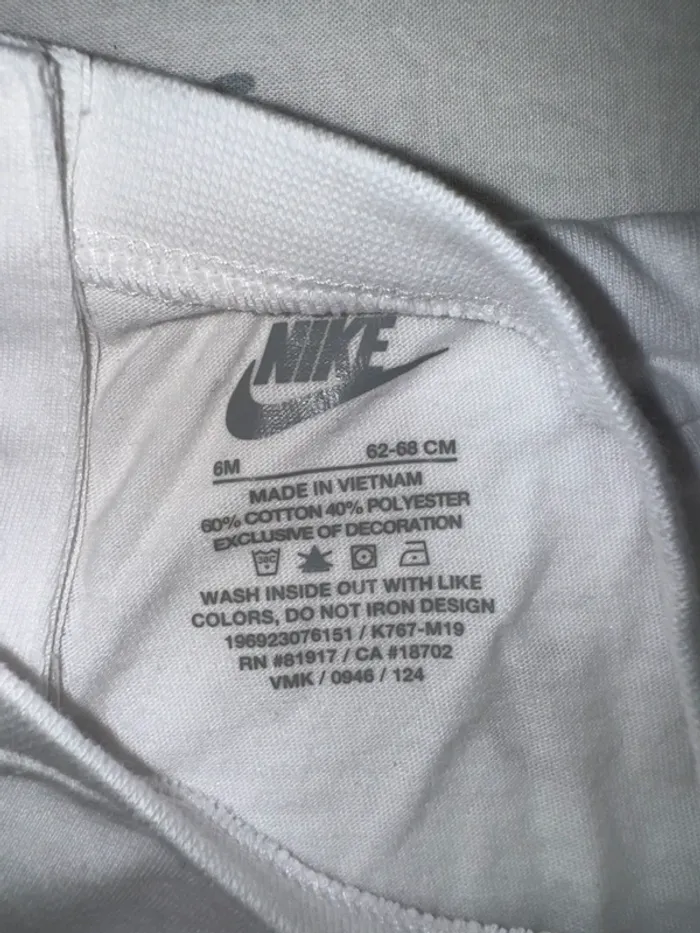 NIKE
6M 62-68 CM
MADE IN VIETNAM
60% COTTON 40% POLYESTER
EXCLUSIVE OF DECORATION
30C
WASH INSIDE OUT WITH LIKE
COLORS, DO NOT IRON DESIGN
196923076151 / K767-M19
RN #81917 / CA #18702
VMK / 0946 / 124